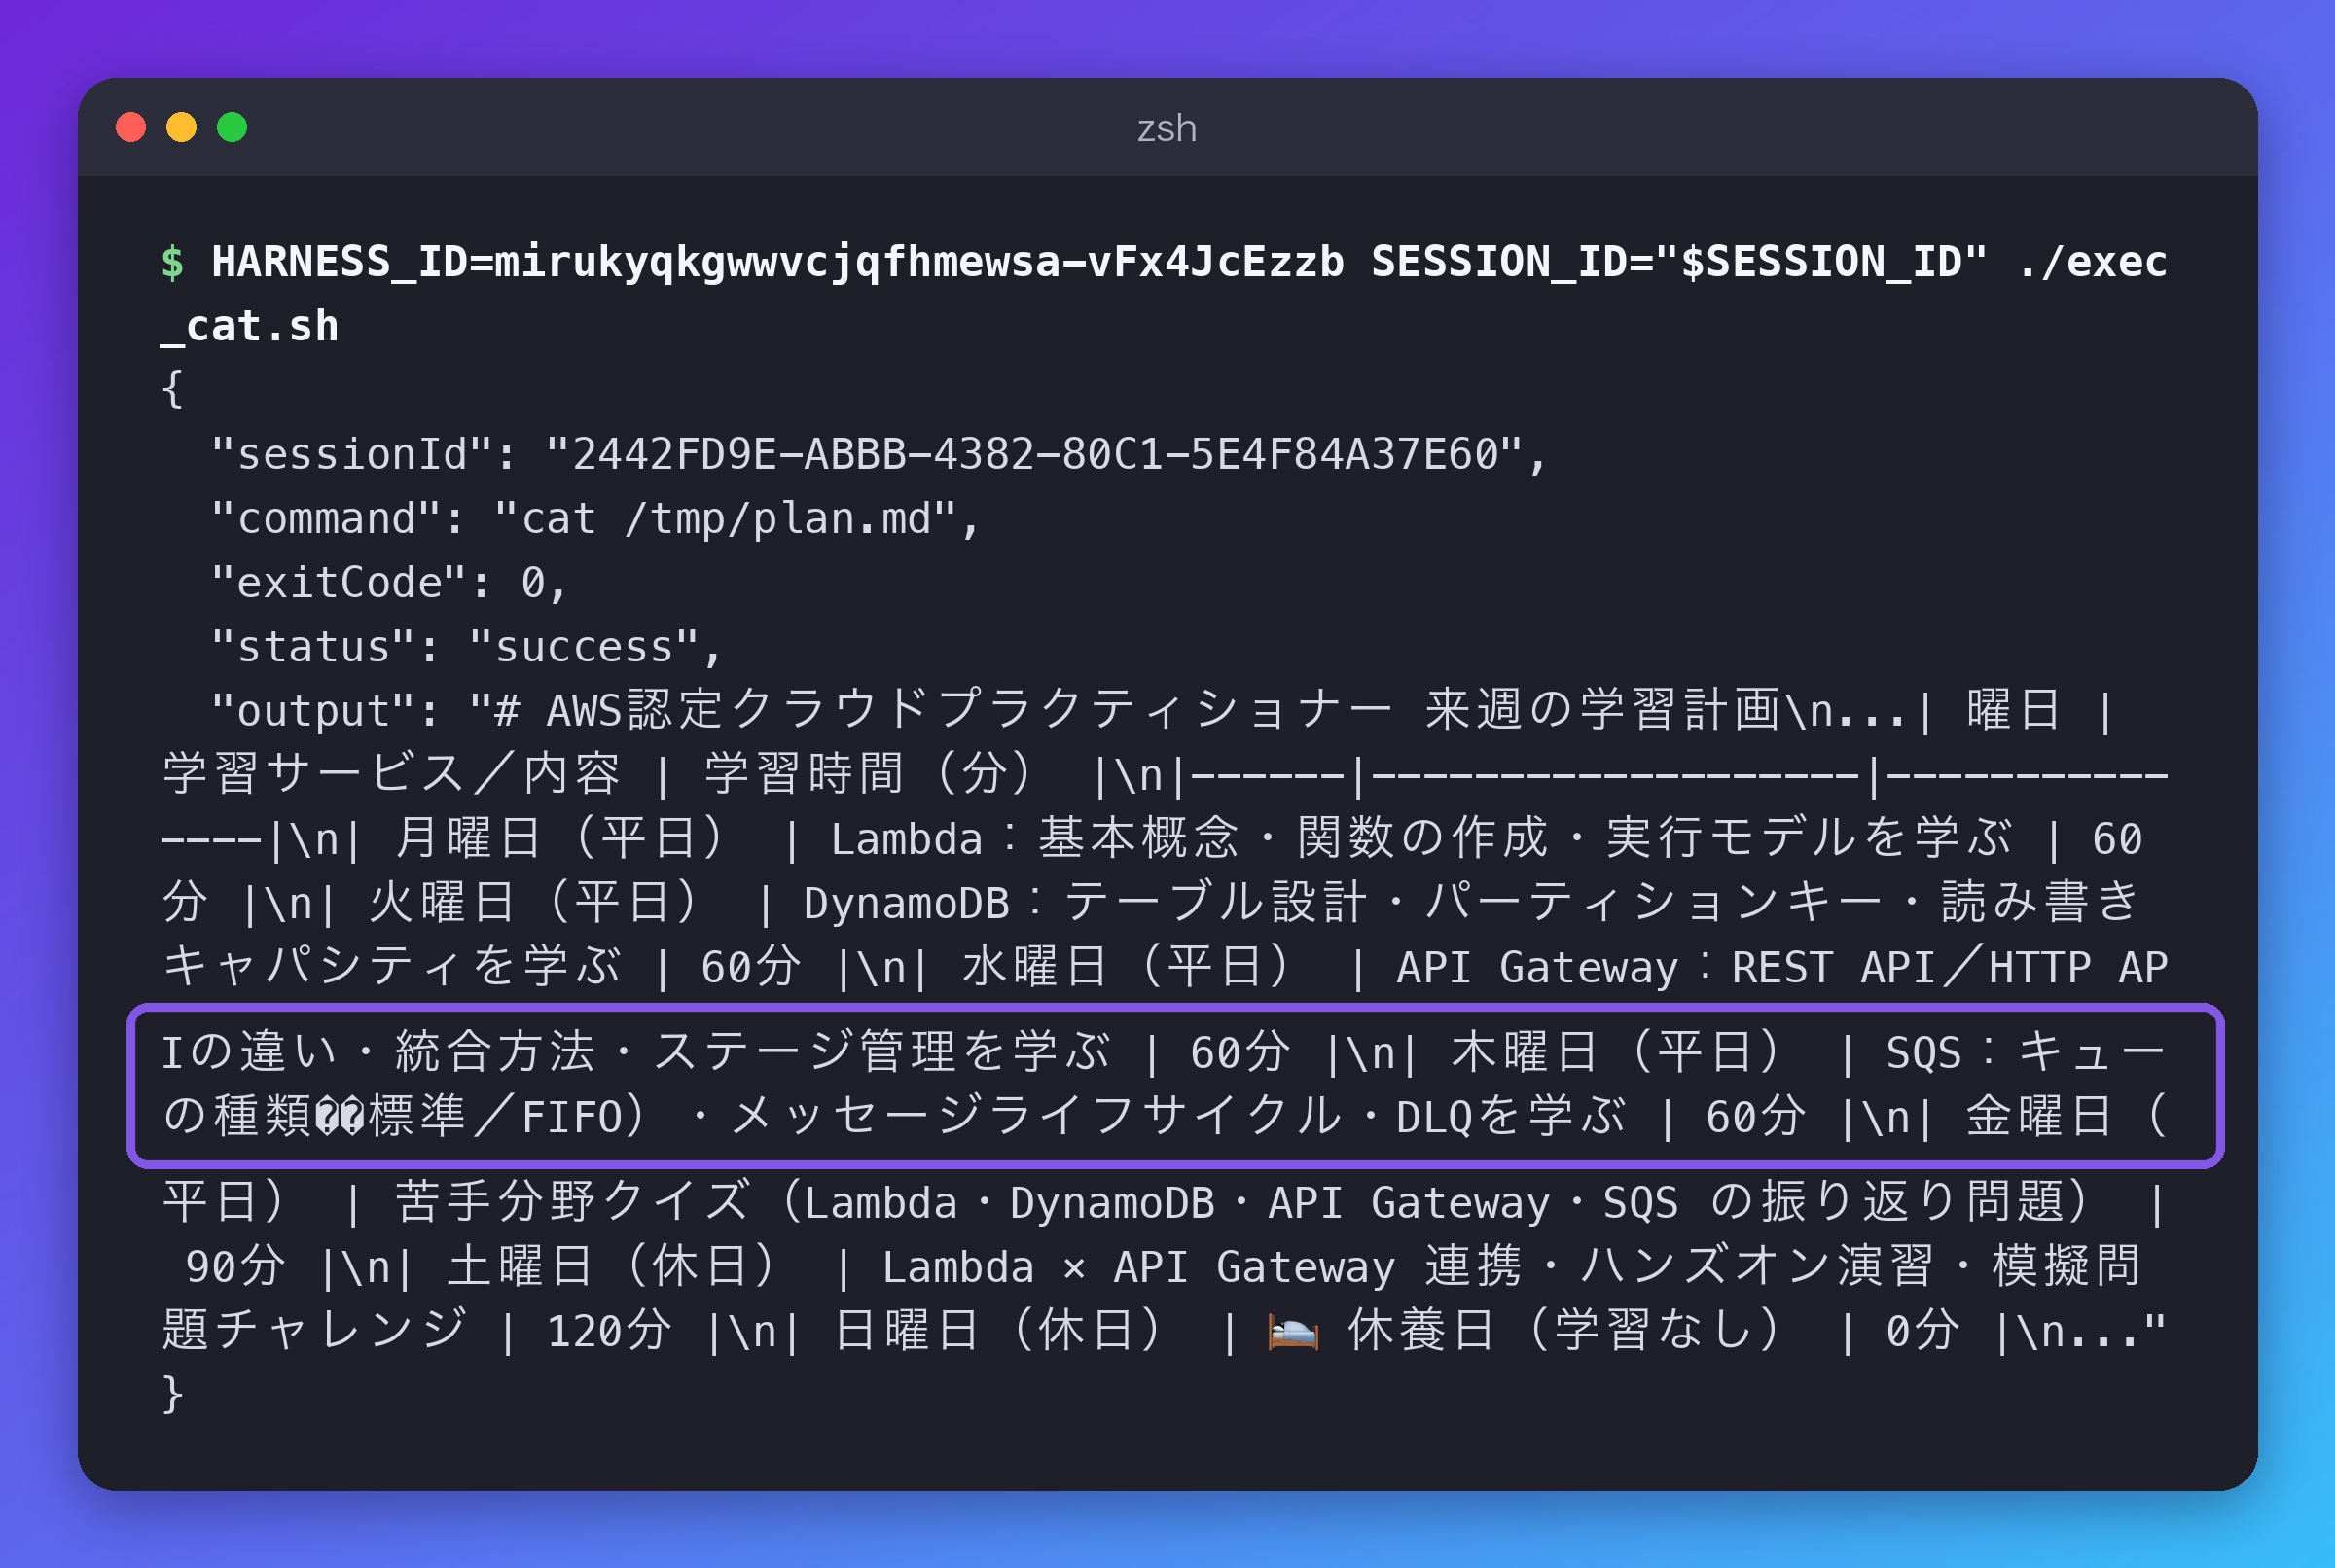 zsh
$ HARNESS_ID=mirukyqkgwwvcjqfhmewsa-vFx4JcEzzb SESSION_ID="$SESSION_ID" ./exec
_cat.sh
{
  "sessionId": "2442FD9E-ABBB-4382-80C1-5E4F84A37E60",
  "command": "cat /tmp/plan.md",
  "exitCode": 0,
  "status": "success",
  "output": "# AWS認定クラウドプラクティショナー 来週の学習計画\n...| 曜日 |
学習サービス／内容 | 学習時間（分） |\n|------|-------------------|-----------
----|\n| 月曜日（平日） | Lambda：基本概念・関数の作成・実行モデルを学ぶ | 60
分 |\n| 火曜日（平日） | DynamoDB：テーブル設計・パーティションキー・読み書き
キャパシティを学ぶ | 60分 |\n| 水曜日（平日） | API Gateway：REST API／HTTP AP
Iの違い・統合方法・ステージ管理を学ぶ | 60分 |\n| 木曜日（平日） | SQS：キュー
の種類��標準／FIFO）・メッセージライフサイクル・DLQを学ぶ | 60分 |\n| 金曜日（
平日） | 苦手分野クイズ（Lambda・DynamoDB・API Gateway・SQS の振り返り問題） |
 90分 |\n| 土曜日（休日） | Lambda × API Gateway 連携・ハンズオン演習・模擬問
題チャレンジ | 120分 |\n| 日曜日（休日） | 🛌 休養日（学習なし） | 0分 |\n..."
}